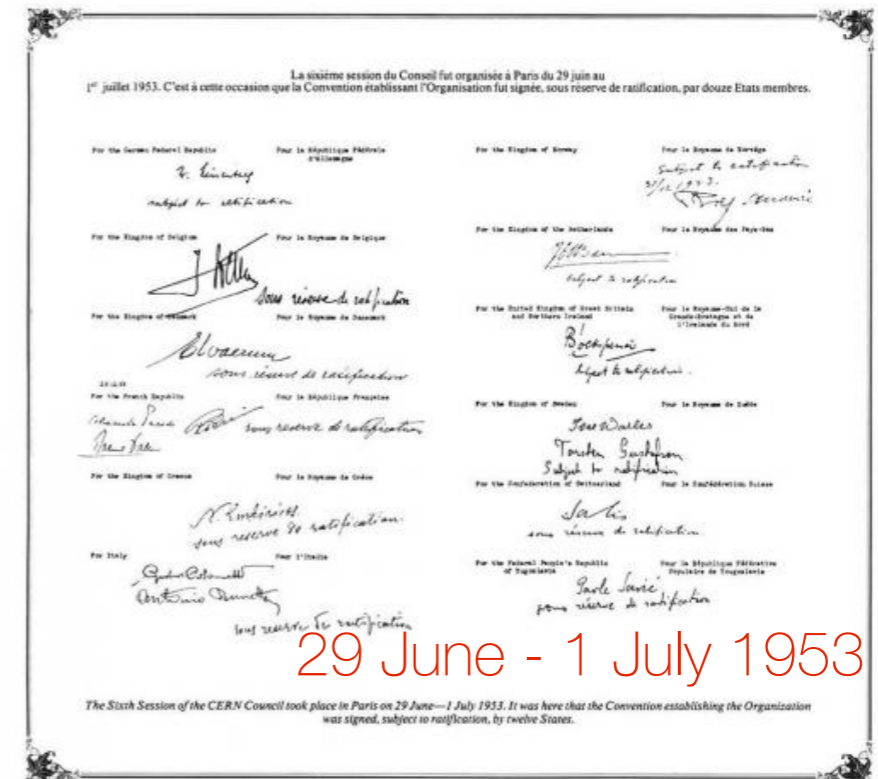 La sixième session du Conseil fut organisée à Paris du 29 juin au
1er juillet 1953. C'est à cette occasion que la Convention établissant l'Organisation fut signée, sous réserve de ratification, par douze Etats membres.
For the German Federal Republic Pour la République Fédérale d'Allemagne
subject to ratification
For the Kingdom of Belgium Pour le Royaume de Belgique
sous réserve de ratification
For the Kingdom of Denmark Pour le Royaume de Danemark
sous réserve de ratification
For the French Republic Pour la République Française
sous reserve de ratification
For the Kingdom of Greece Pour le Royaume de Grèce
sous reserve de ratification.
For Italy Pour l'Italie
Antonio
sous reserve de ratification
For the Kingdom of Norway Pour le Royaume de Norvège
Subject to ratification
31/12 1953.
For the Kingdom of the Netherlands Pour le Royaume des Pays-Bas
subject to ratification
For the United Kingdom of Great Britain and Northern Ireland Pour le Royaume-Uni de la Grande-Bretagne et de l'Irlande du Nord
subject to ratification.
For the Kingdom of Sweden Pour le Royaume de Suède
Torsten Gustafson
Subject to ratification
For the Confederation of Switzerland Pour la Confédération Suisse
Salis
sous réserve de ratification.
For the Federal People's Republic of Yugoslavia Pour la République Fédérative Populaire de Yougoslavie
Pavle Savić
sous réserve de ratification
29 June - 1 July 1953
The Sixth Session of the CERN Council took place in Paris on 29 June—1 July 1953. It was here that the Convention establishing the Organization
was signed, subject to ratification, by twelve States.